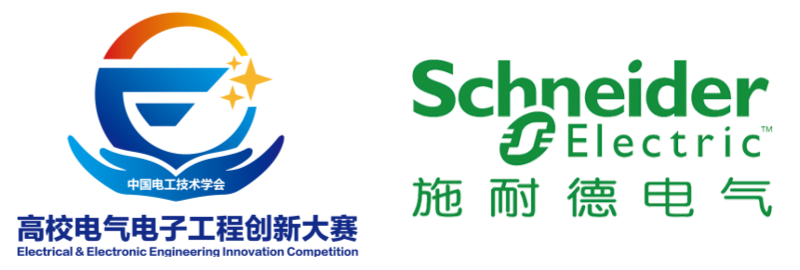 中国电工技术学会
高校电气电子工程创新大赛
Electrical & Electronic Engineering Innovation Competition
Schneider
Electric™
施耐德电气